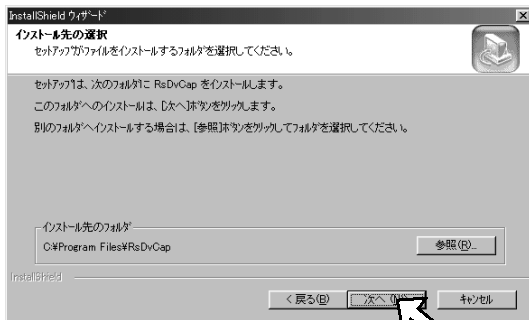 InstallShield ウィザード
インストール先の選択
セットアップがファイルをインストールするフォルダを選択してください。
セットアップは、次のフォルダに RsDvCap をインストールします。
このフォルダへのインストールは、[次へ]ボタンをクリックします。
別のフォルダへインストールする場合は、[参照]ボタンをクリックしてフォルダを選択してください。
インストール先のフォルダ
C:¥Program Files¥RsDvCap
参照(R)...
InstallShield
< 戻る(B)
次へ
キャンセル